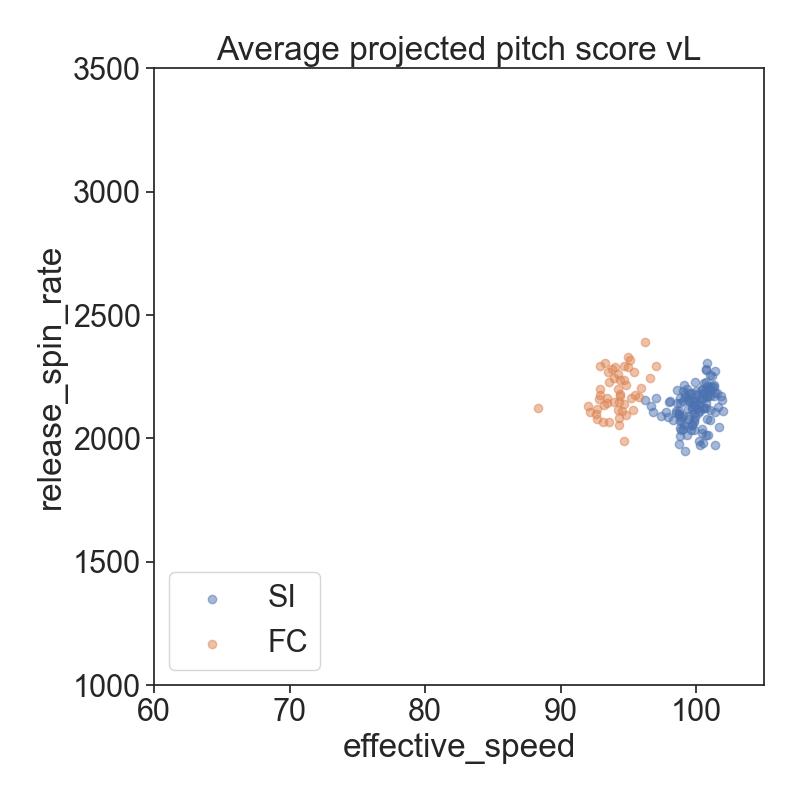 Average projected pitch score vL
3500
3000
2500
2000
1500
1000
release_spin_rate
SI
FC
60 70 80 90 100
effective_speed